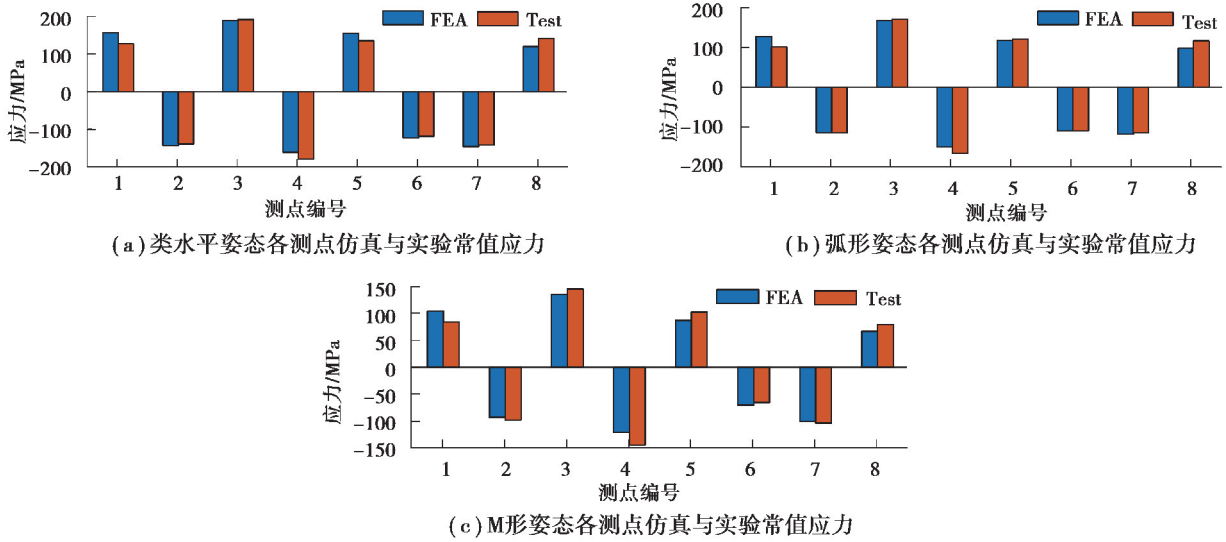 FEA Test
200
100
0
−100
−200
应力/MPa
1 2 3 4 5 6 7 8
测点编号
(a)类水平姿态各测点仿真与实验常值应力
FEA Test
200
100
0
−100
−200
应力/MPa
1 2 3 4 5 6 7 8
测点编号
(b)弧形姿态各测点仿真与实验常值应力
FEA Test
150
100
50
0
−50
−100
−150
应力/MPa
1 2 3 4 5 6 7 8
测点编号
(c)M形姿态各测点仿真与实验常值应力